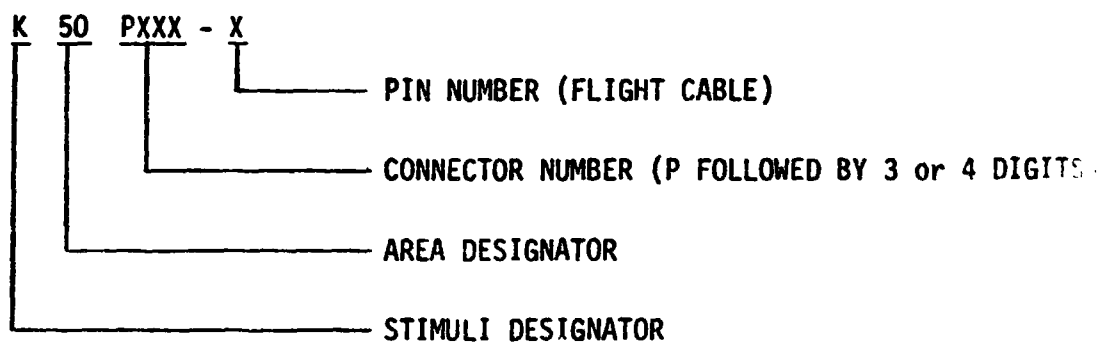 K 50 PXXX - X
PIN NUMBER (FLIGHT CABLE)
CONNECTOR NUMBER (P FOLLOWED BY 3 or 4 DIGITS
AREA DESIGNATOR
STIMULI DESIGNATOR